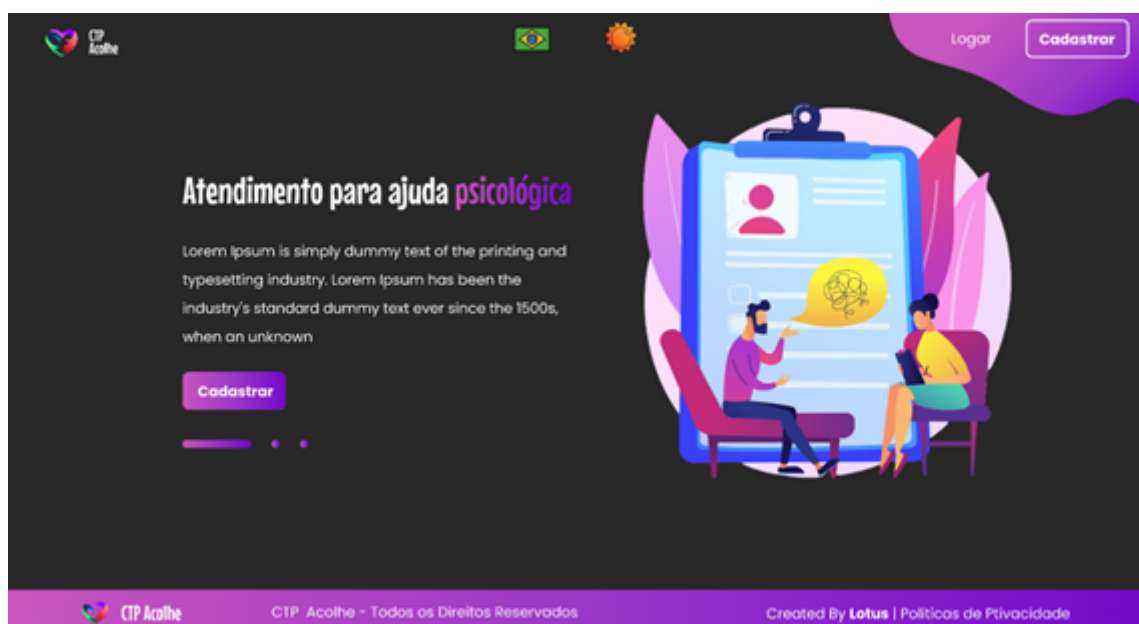 CTP
Acolhe
Logar
Cadastrar
Atendimento para ajuda psicológica
Lorem Ipsum is simply dummy text of the printing and
typesetting industry. Lorem Ipsum has been the
industry's standard dummy text ever since the 1500s,
when an unknown
Cadastrar
CTP Acolhe
CTP Acolhe - Todos os Direitos Reservados
Created By Lotus | Politicas de Ptivacidade